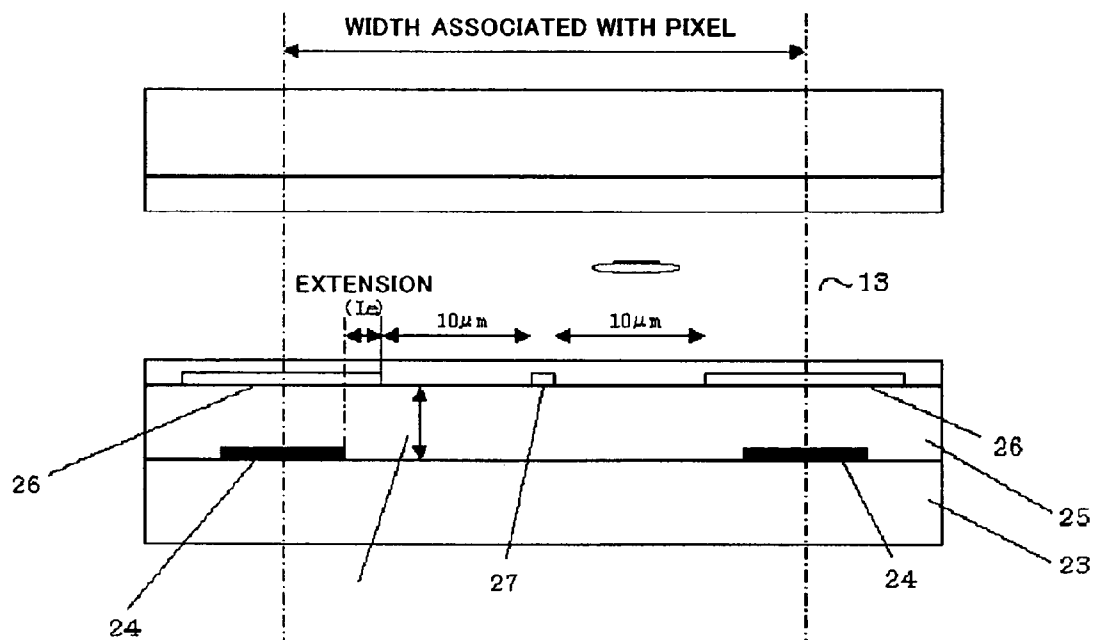 WIDTH ASSOCIATED WITH PIXEL
EXTENSION
(Le)
10μm
10μm
13
26
26
25
23
27
24
24